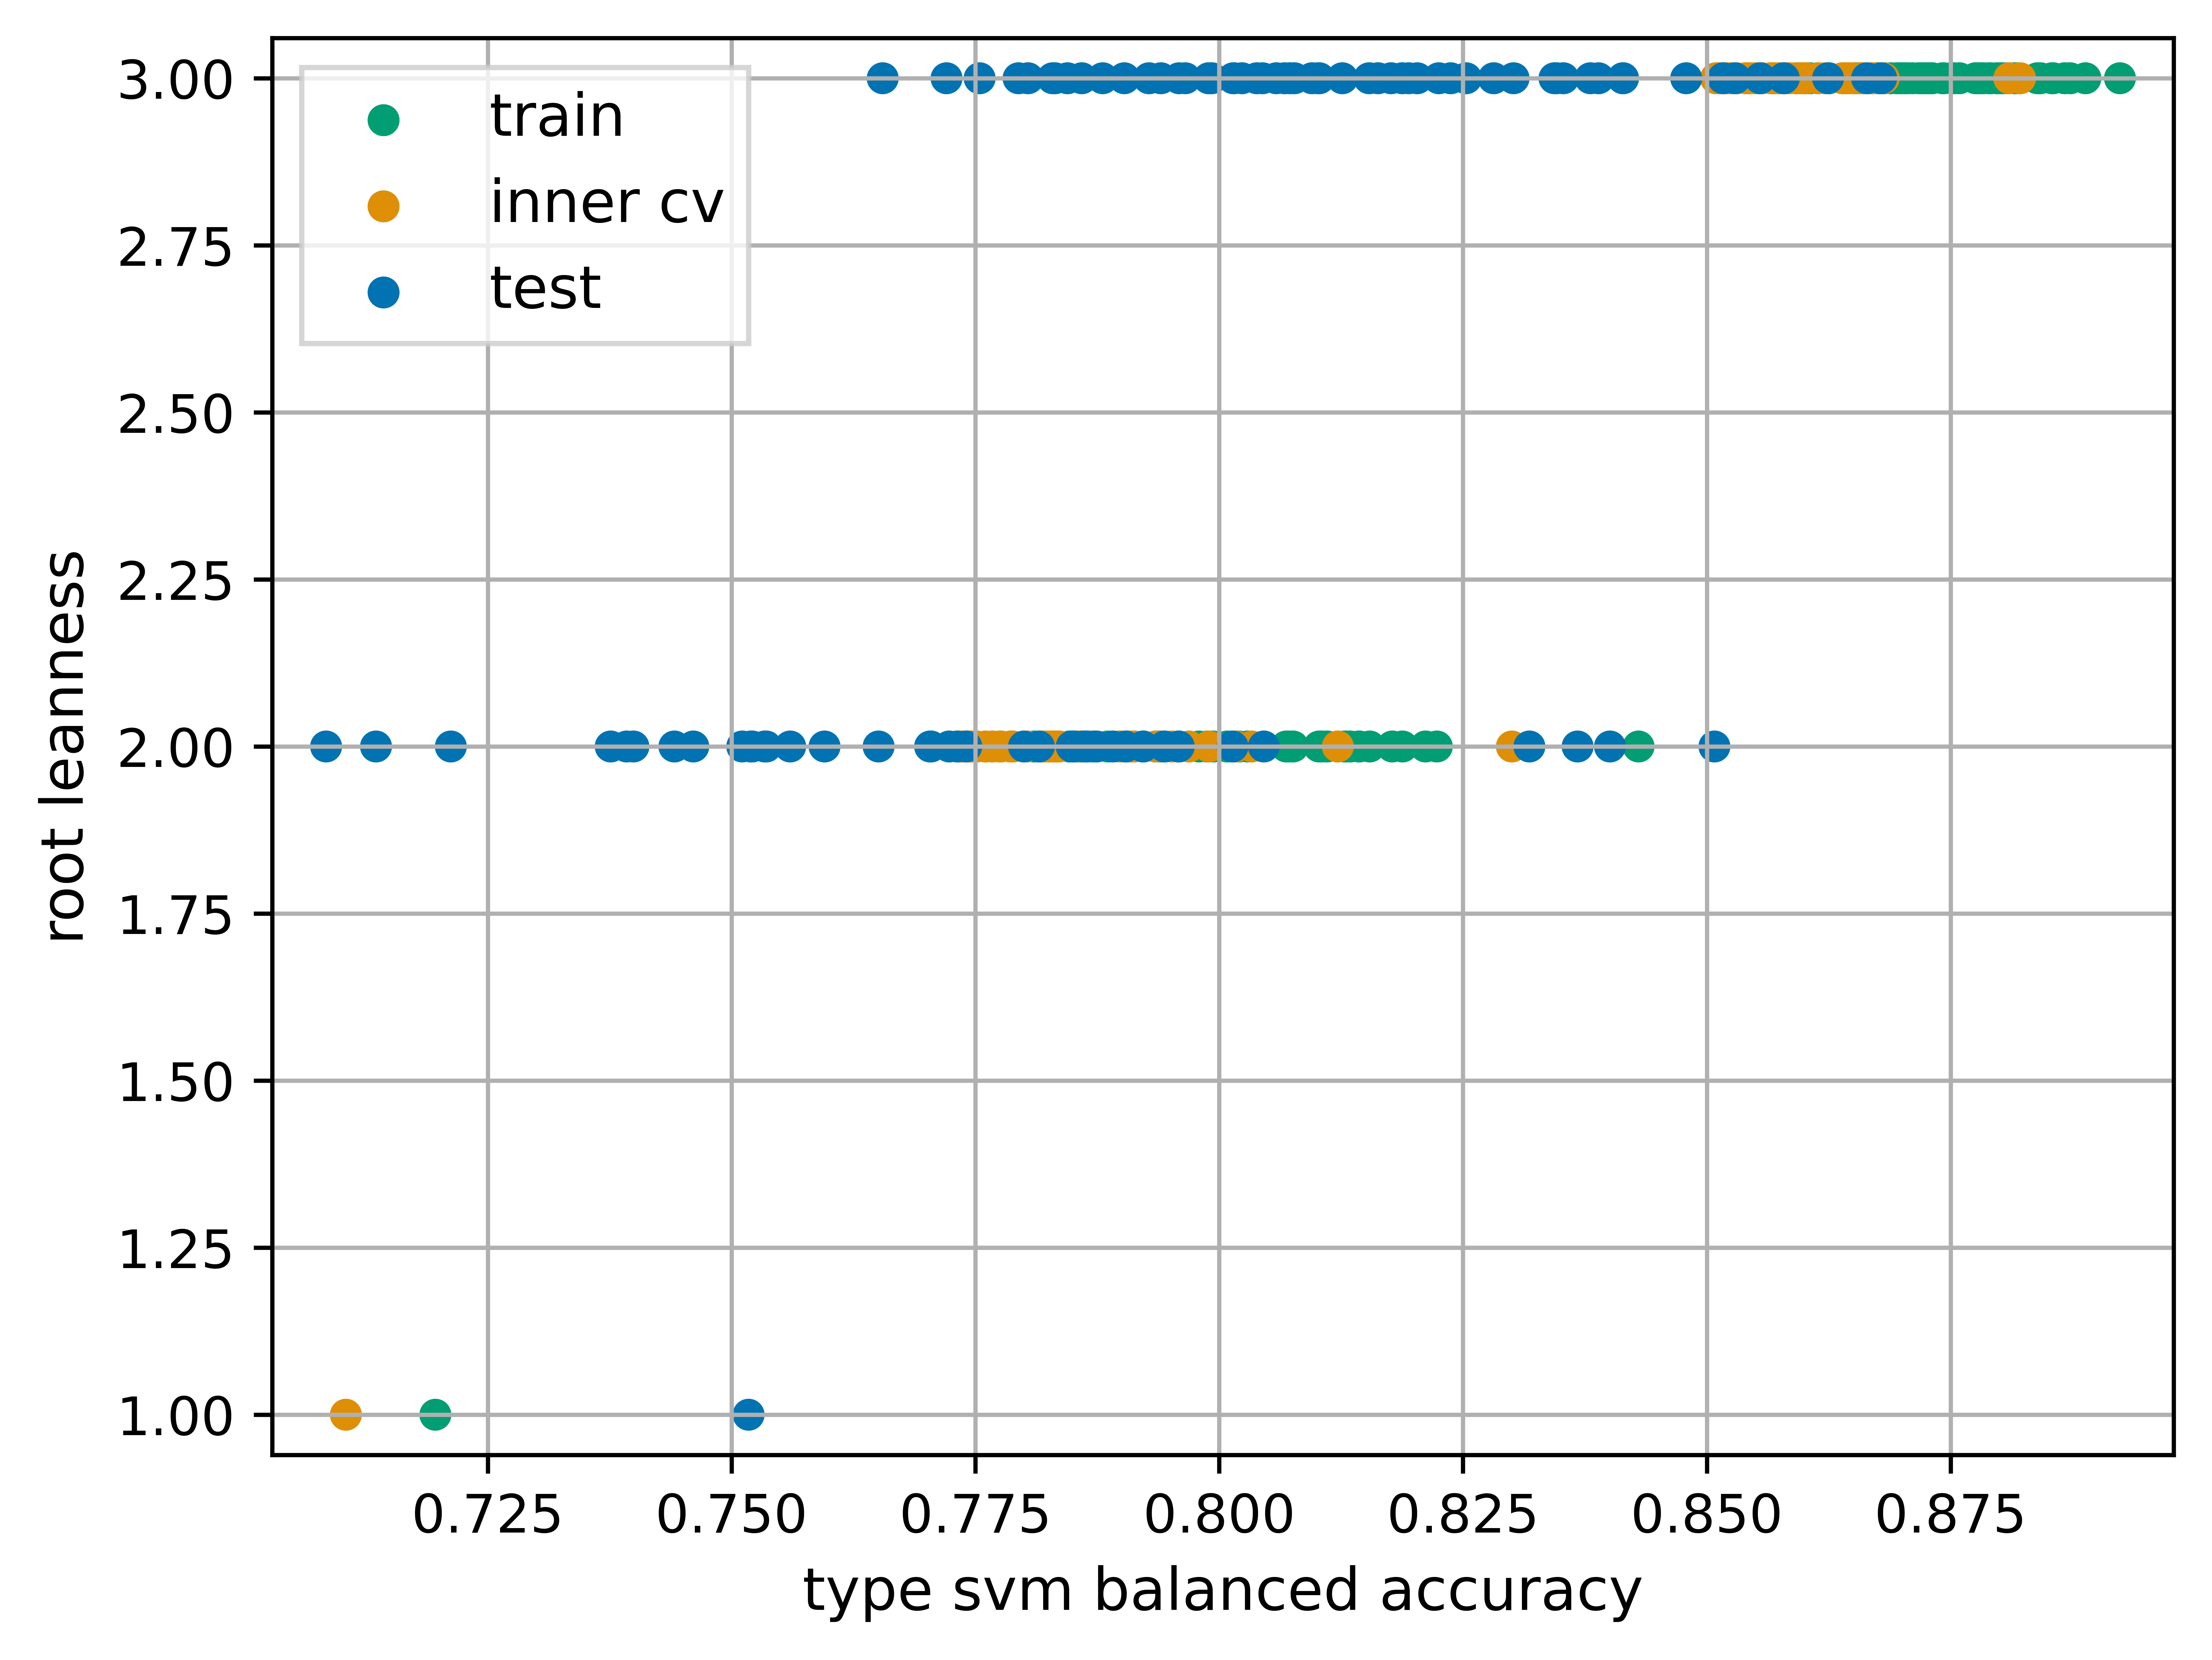 3.00
2.75
2.50
2.25
2.00
1.75
1.50
1.25
1.00
root leanness
train
inner cv
test
0.725 0.750 0.775 0.800 0.825 0.850 0.875
type svm balanced accuracy